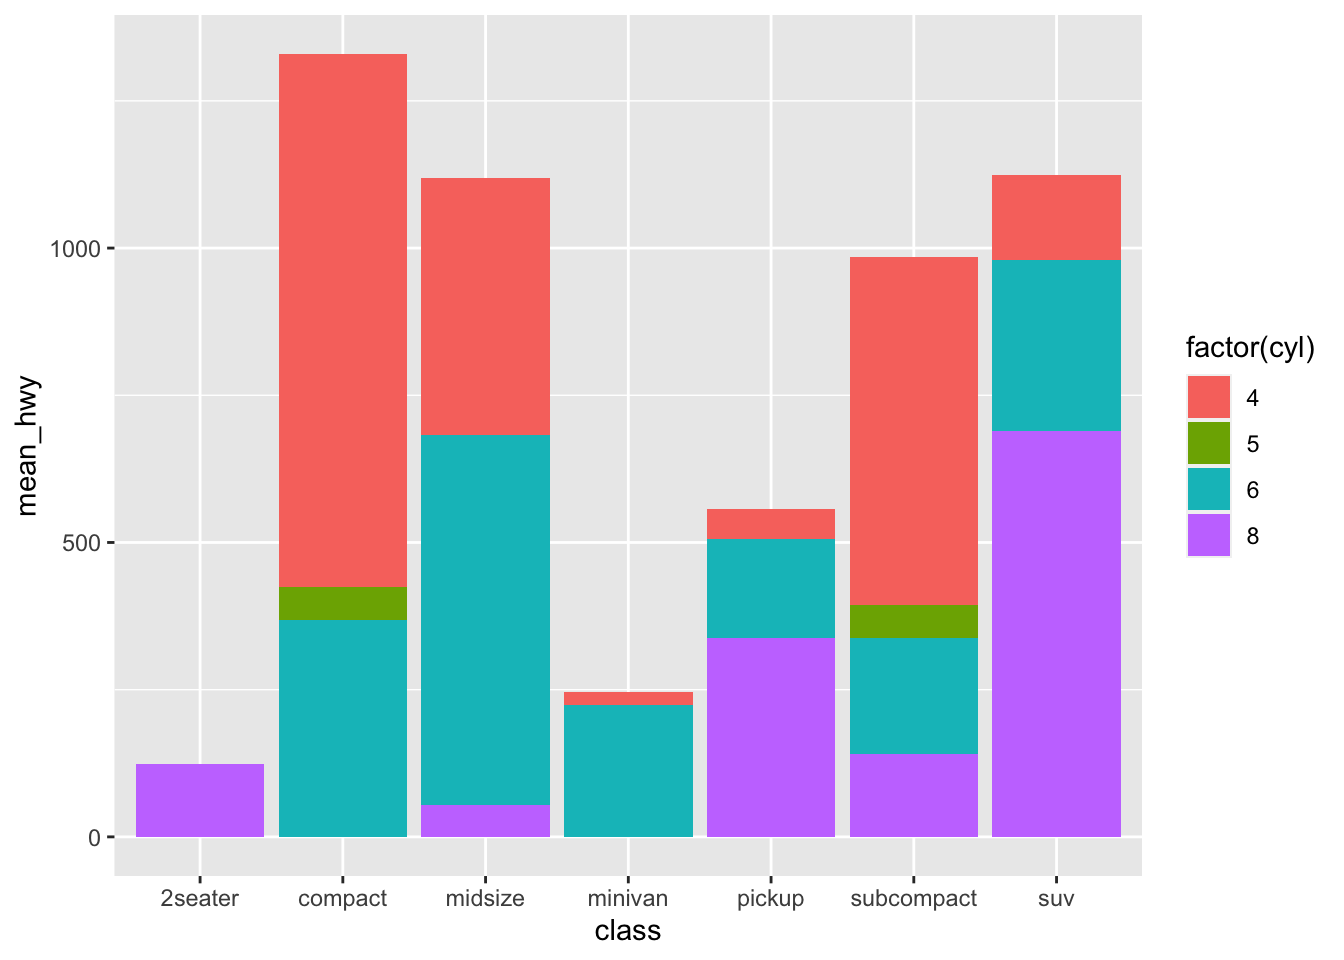 mean_hwy
1000
500
0
2seater compact midsize minivan pickup subcompact suv
class
factor(cyl)
4
5
6
8